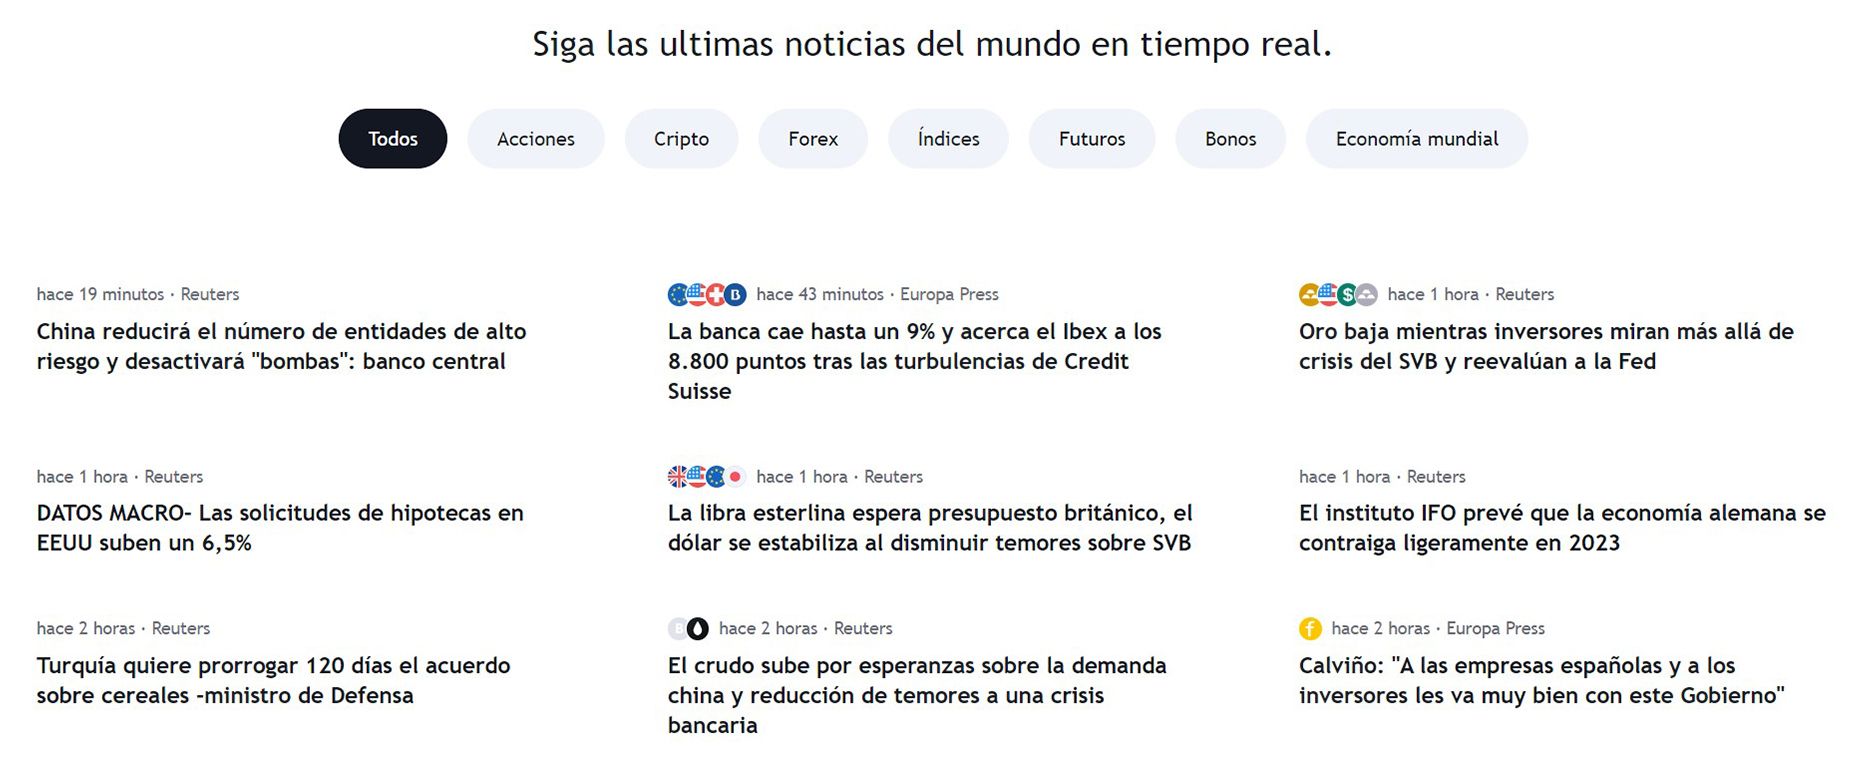 Siga las ultimas noticias del mundo en tiempo real.
Todos
Acciones
Cripto
Forex
Índices
Futuros
Bonos
Economía mundial
hace 19 minutos · Reuters
China reducirá el número de entidades de alto
riesgo y desactivará "bombas": banco central
B
hace 43 minutos · Europa Press
La banca cae hasta un 9% y acerca el Ibex a los
8.800 puntos tras las turbulencias de Credit
Suisse
$
hace 1 hora · Reuters
Oro baja mientras inversores miran más allá de
crisis del SVB y reevalúan a la Fed
hace 1 hora · Reuters
DATOS MACRO- Las solicitudes de hipotecas en
EEUU suben un 6,5%
hace 1 hora · Reuters
La libra esterlina espera presupuesto británico, el
dólar se estabiliza al disminuir temores sobre SVB
hace 1 hora · Reuters
El instituto IFO prevé que la economía alemana se
contraiga ligeramente en 2023
hace 2 horas · Reuters
Turquía quiere prorrogar 120 días el acuerdo
sobre cereales -ministro de Defensa
B
hace 2 horas · Reuters
El crudo sube por esperanzas sobre la demanda
china y reducción de temores a una crisis
bancaria
f
hace 2 horas · Europa Press
Calviño: "A las empresas españolas y a los
inversores les va muy bien con este Gobierno"